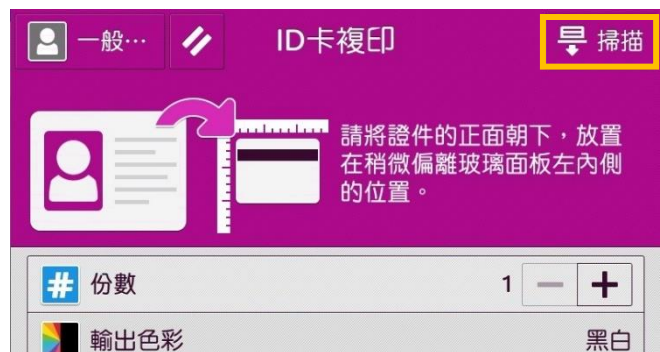 一般…
ID卡複印
掃描
請將證件的正面朝下，放置
在稍微偏離玻璃面板左內側
的位置。
# 份數 1 — +
輸出色彩 黑白